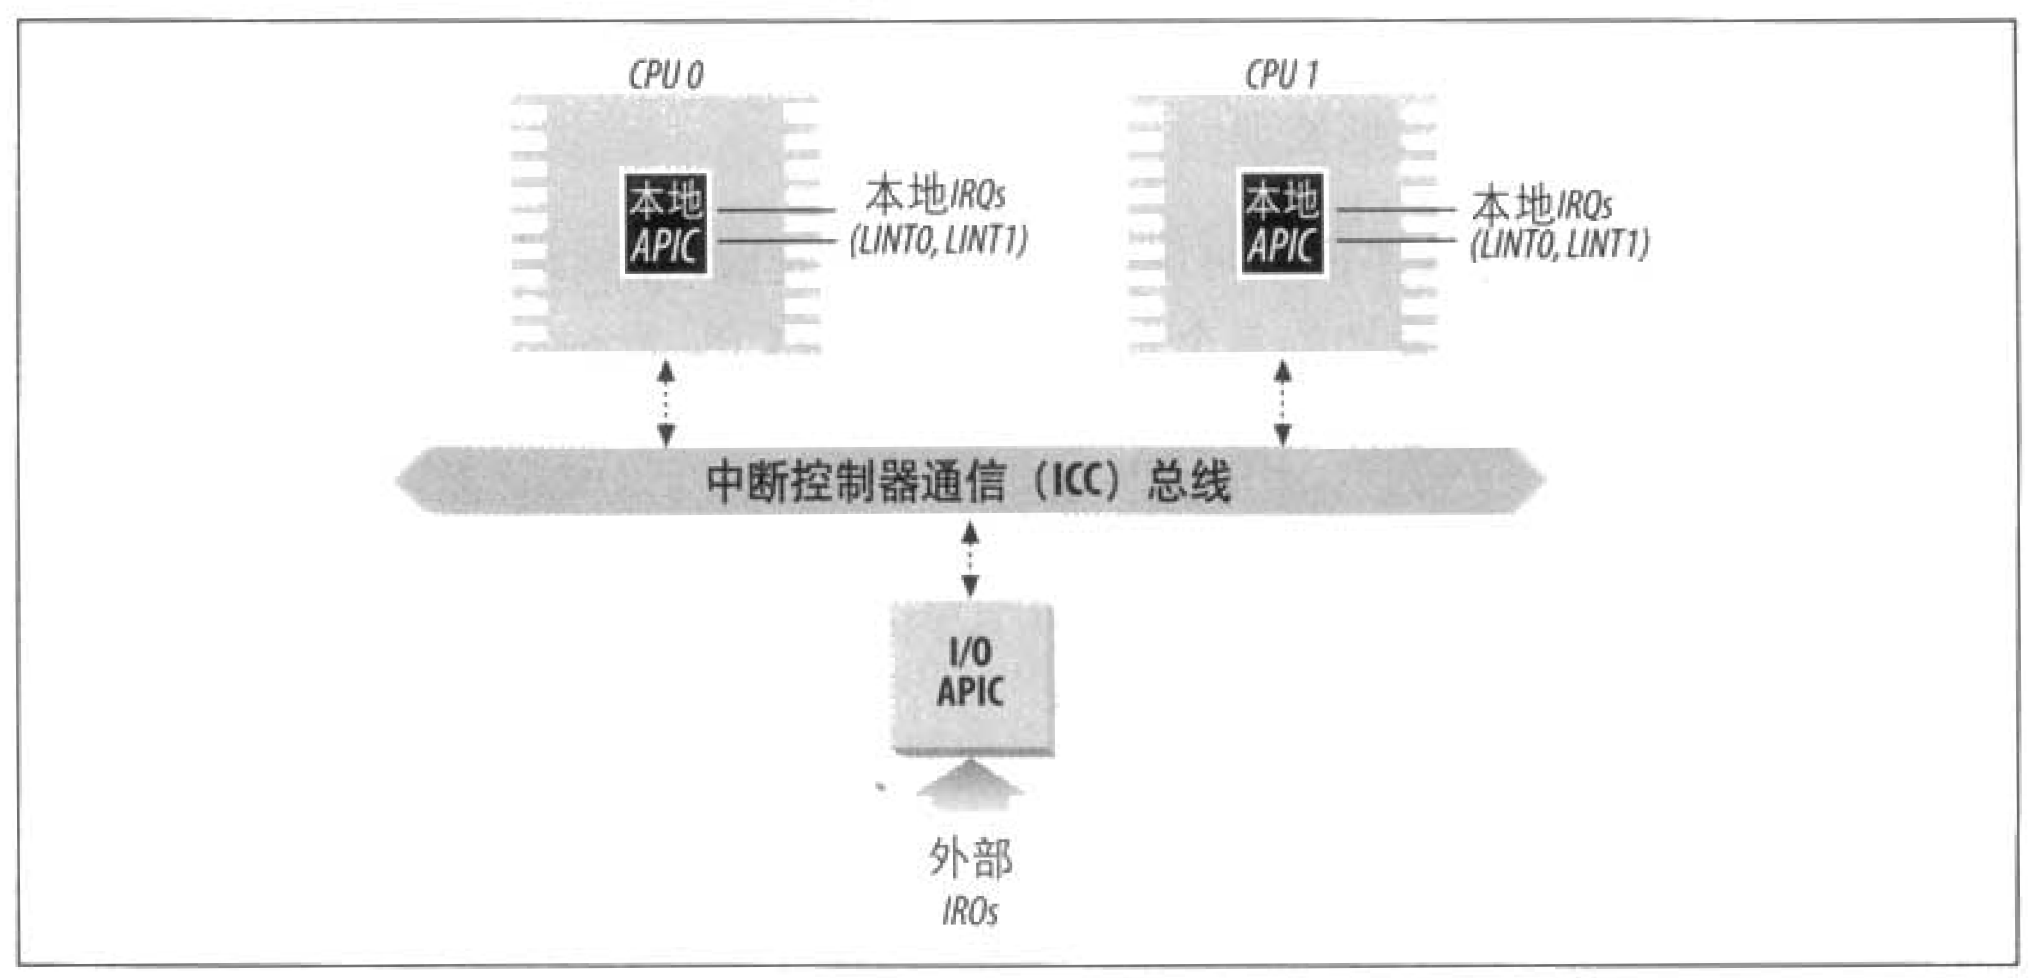 CPU 0
CPU 1
本地
APIC
本地IRQs
(LINT0, LINT1)
本地
APIC
本地IRQs
(LINT0, LINT1)
中断控制器通信（ICC）总线
I/O
APIC
外部
IRQs